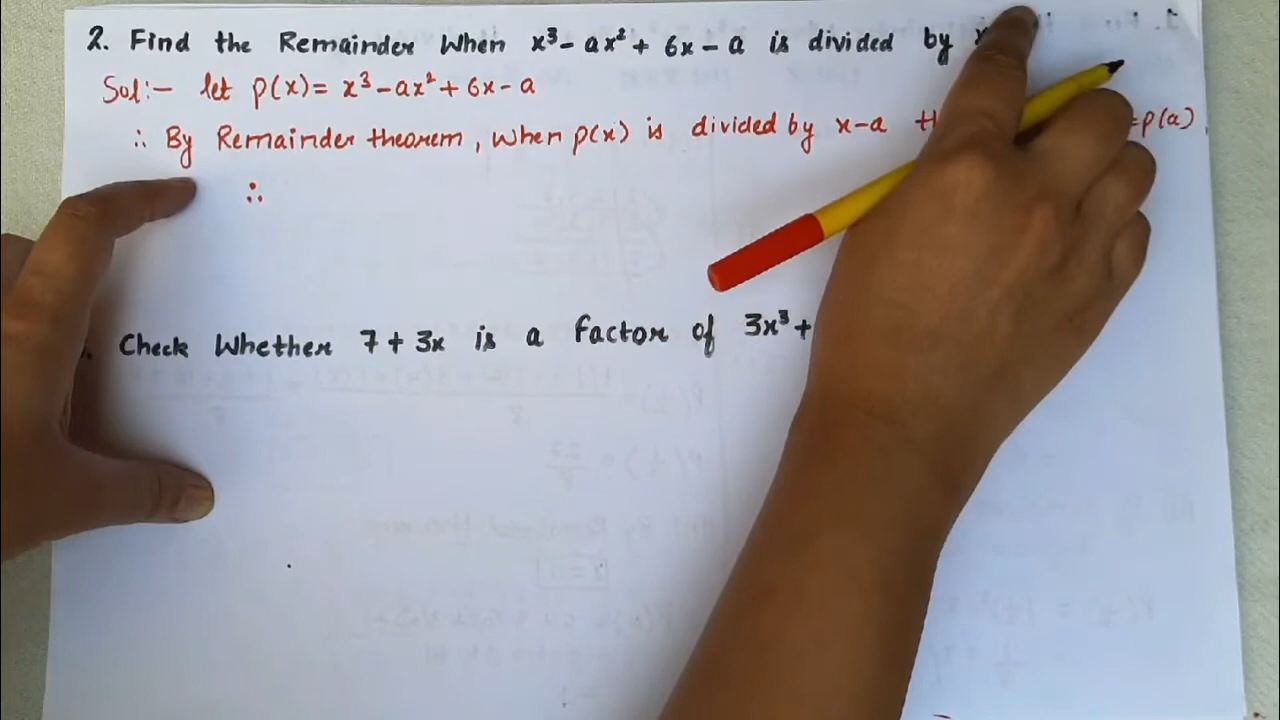 2. Find the Remainder When x³ - ax² + 6x - a is divided by
Sol:- let p(x) = x³ - ax² + 6x - a
∴ By Remainder theorem, when p(x) is divided by x-a =p(a).
∴
Check Whether 7 + 3x is a factor of 3x³ +